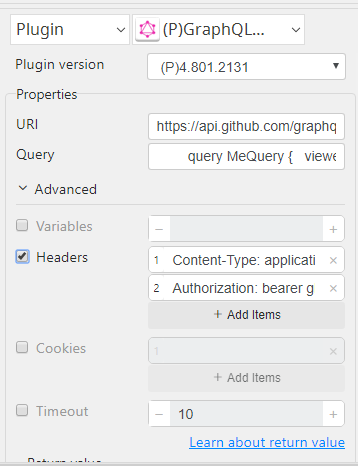 Plugin (P)GraphQL...
Plugin version (P)4.801.2131
Properties
URI https://api.github.com/graphq
Query query MeQuery { viewe
Advanced
Variables
Headers 1 Content-Type: applicati
2 Authorization: bearer g
+ Add Items
Cookies 1
+ Add Items
Timeout 10
Learn about return value
Return value